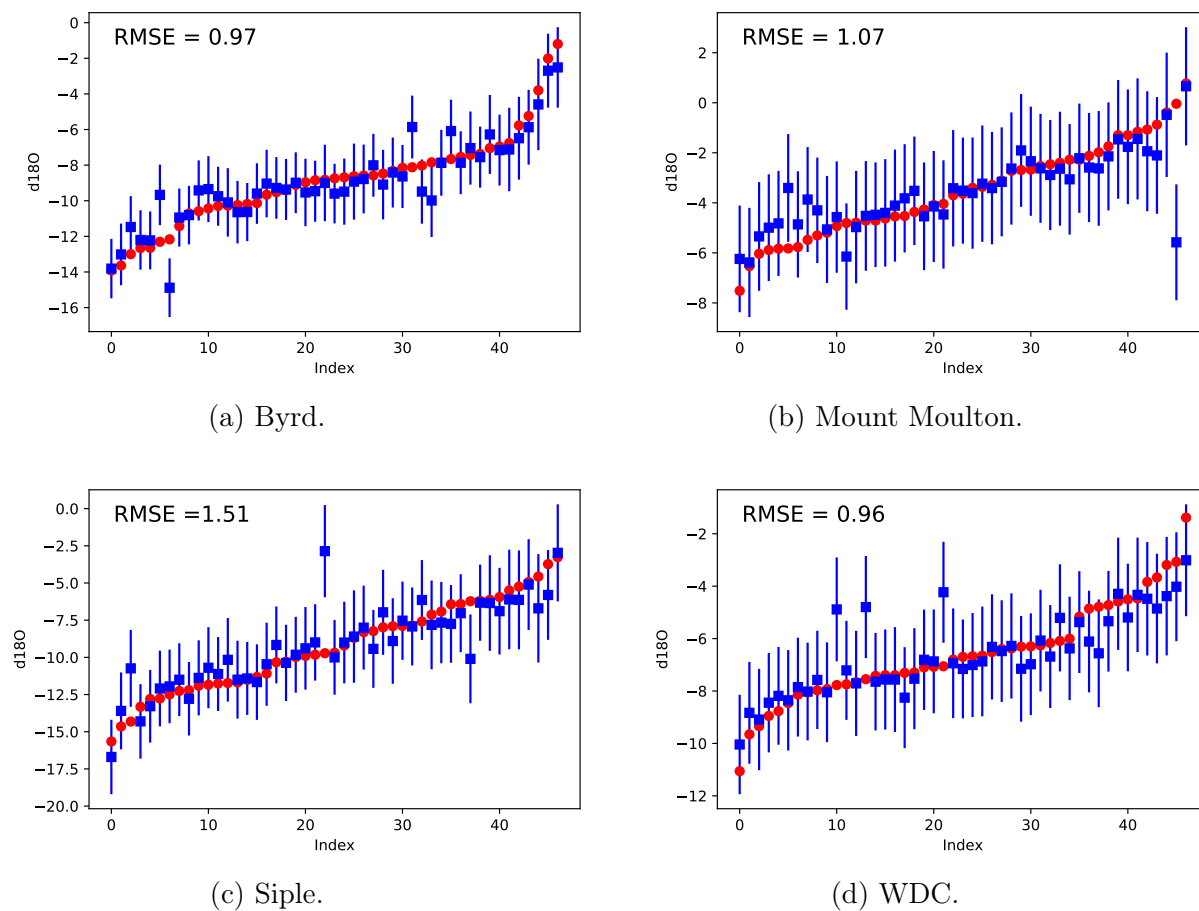 RMSE = 0.97
0
−2
−4
−6
−8
−10
−12
−14
−16
d18O
0 10 20 30 40
Index
(a) Byrd.
RMSE = 1.07
2
0
−2
−4
−6
−8
d18O
0 10 20 30 40
Index
(b) Mount Moulton.
RMSE =1.51
0.0
−2.5
−5.0
−7.5
−10.0
−12.5
−15.0
−17.5
−20.0
d18O
0 10 20 30 40
Index
(c) Siple.
RMSE = 0.96
−2
−4
−6
−8
−10
−12
d18O
0 10 20 30 40
Index
(d) WDC.